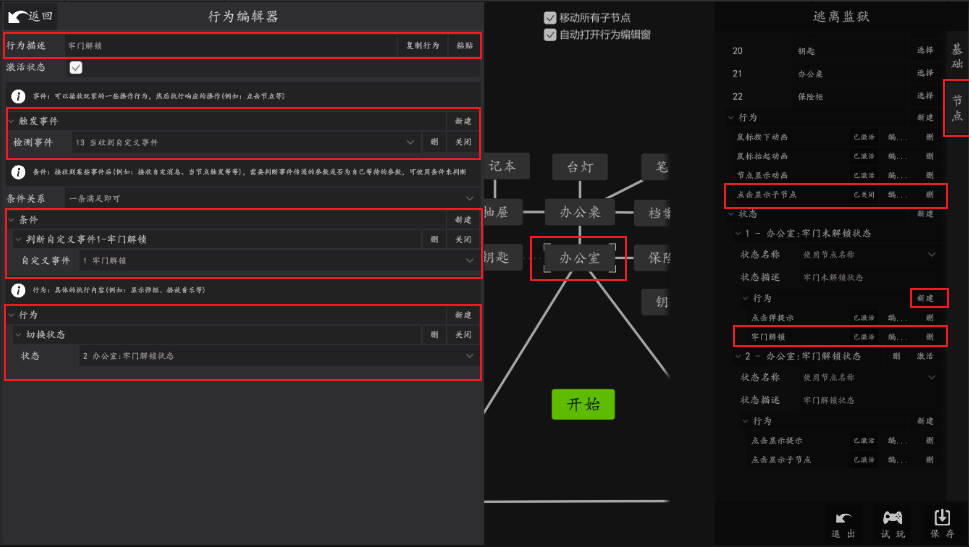 返回
行为编辑器
行为描述 牢门解锁 复制行为 粘贴
激活状态
事件: 可以接收玩家的一些操作行为, 然后执行响应的操作(例如: 点击节点等)
触发事件 新建
检测事件 13 当收到自定义事件 删 关闭
条件: 接收到某些事件后(例如: 接收自定消息、当节点触发等等), 需要判断事件传递的参数是否为自己等待的参数, 可使用条件来判断
条件关系 一条满足即可
条件 新建
判断自定义事件1-牢门解锁 删 关闭
自定义事件 1 牢门解锁
行为: 具体的执行内容(例如: 显示弹框、播放音乐等)
行为 新建
切换状态 删 关闭
状态 2 办公室:牢门解锁状态
移动所有子节点
自动打开行为编辑窗
记本 台灯 笔
抽屉 办公桌 档案
钥匙 办公室 保险
钥
开始
逃离监狱
基础
节点
20 钥匙 选择
21 办公桌 选择
22 保险柜 选择
行为 新建
鼠标按下动画 已激活 编... 删
鼠标抬起动画 已激活 编... 删
节点显示动画 已激活 编... 删
点击显示子节点 已关闭 编... 删
状态 新建
1 - 办公室:牢门未解锁状态
状态名称 使用节点名称
状态描述 牢门未解锁状态
行为 新建
点击弹提示 已激活 编... 删
牢门解锁 已激活 编... 删
2 - 办公室:牢门解锁状态 删 激活
状态名称 使用节点名称
状态描述 牢门解锁状态
行为 新建
点击显示提示 已激活 编... 删
点击显示子节点 已激活 编... 删
退出 试玩 保存